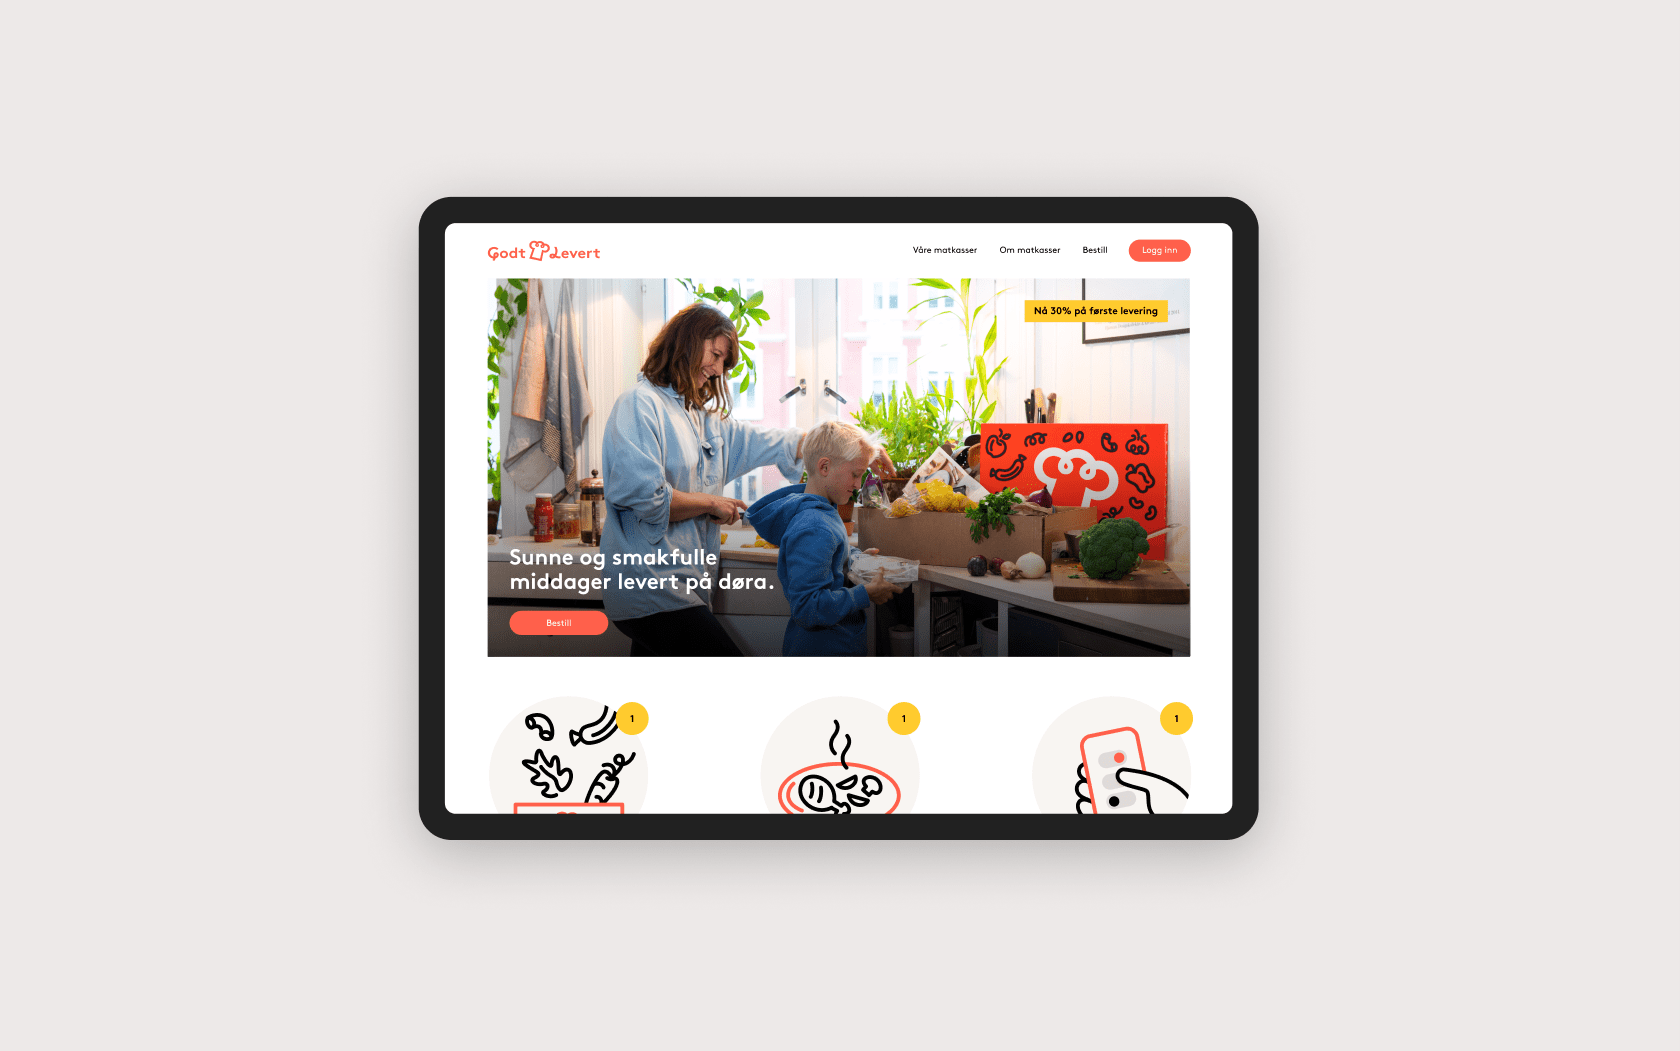 Godt Levert
Våre matkasser
Om matkasser
Bestill
Logg inn
Nå 30% på første levering
Sunne og smakfulle
middager levert på døra.
Bestill
1
1
1